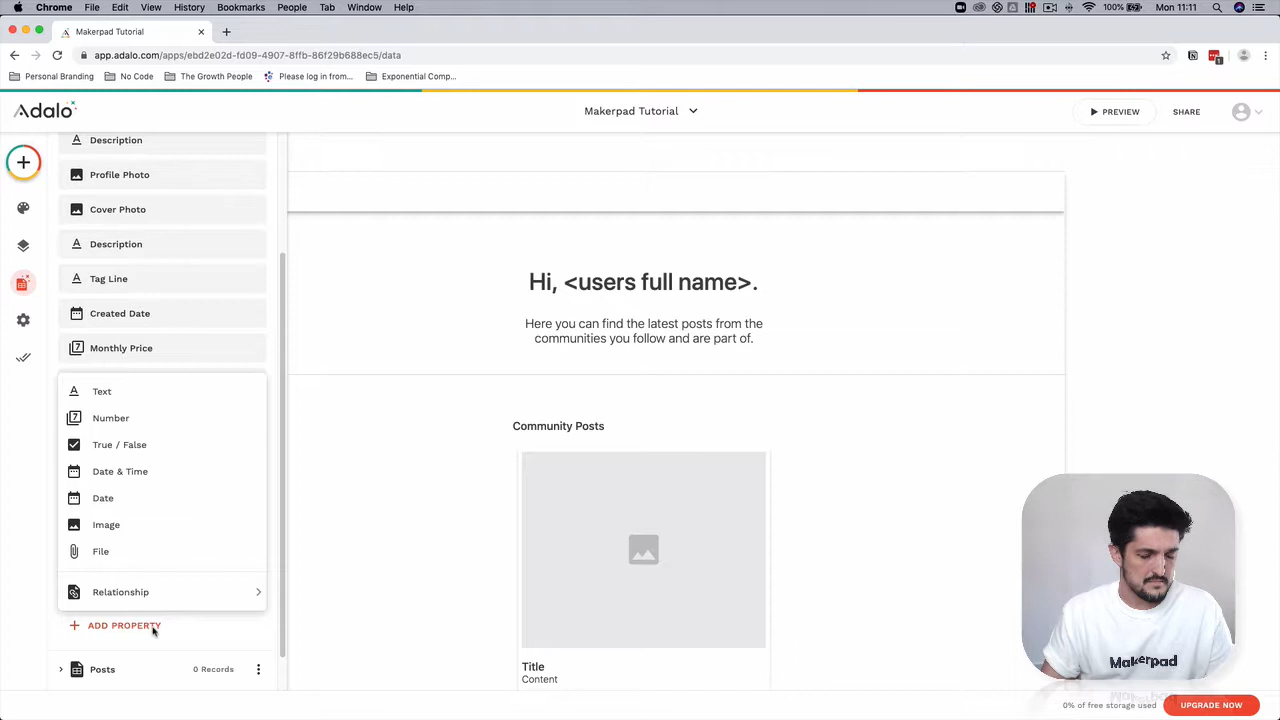 Chrome File Edit View History Bookmarks People Tab Window Help 100% Mon 11:11
Makerpad Tutorial
app.adalo.com/apps/ebd2e02d-fd09-4907-8ffb-86f29b688ec5/data
Personal Branding No Code The Growth People Please log in from... Exponential Comp...
Adalo Makerpad Tutorial PREVIEW SHARE
Description
Profile Photo
Cover Photo
Description
Tag Line
Created Date
Monthly Price
Text
Number
True / False
Date & Time
Date
Image
File
Relationship
ADD PROPERTY
Posts 0 Records
Hi, <users full name>.
Here you can find the latest posts from the
communities you follow and are part of.
Community Posts
Title
Content
Makerpad
0% of free storage used UPGRADE NOW